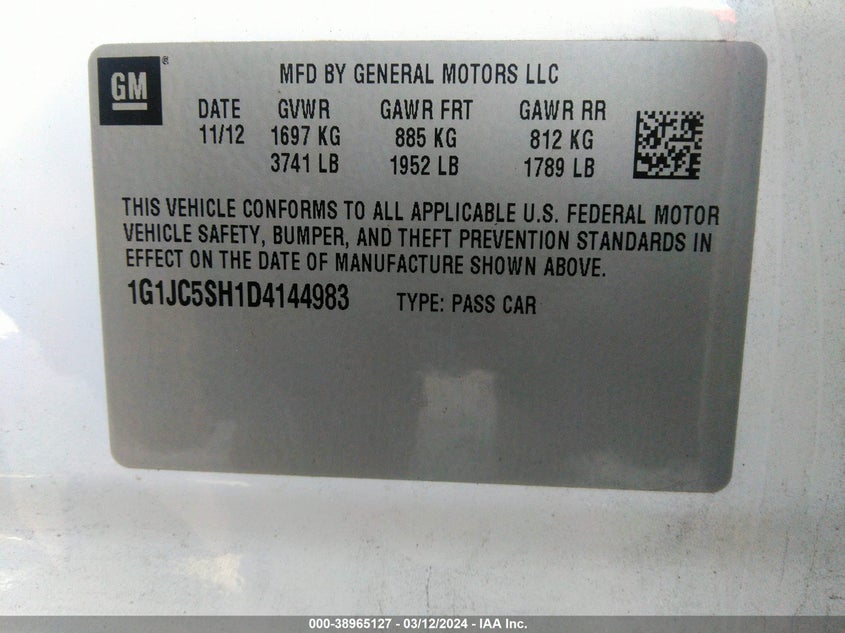 GM®
MFD BY GENERAL MOTORS LLC
DATE GVWR GAWR FRT GAWR RR
11/12 1697 KG 885 KG 812 KG
3741 LB 1952 LB 1789 LB
THIS VEHICLE CONFORMS TO ALL APPLICABLE U.S. FEDERAL MOTOR
VEHICLE SAFETY, BUMPER, AND THEFT PREVENTION STANDARDS IN
EFFECT ON THE DATE OF MANUFACTURE SHOWN ABOVE.
1G1JC5SH1D4144983 TYPE: PASS CAR
000-38965127 - 03/12/2024 - IAA Inc.